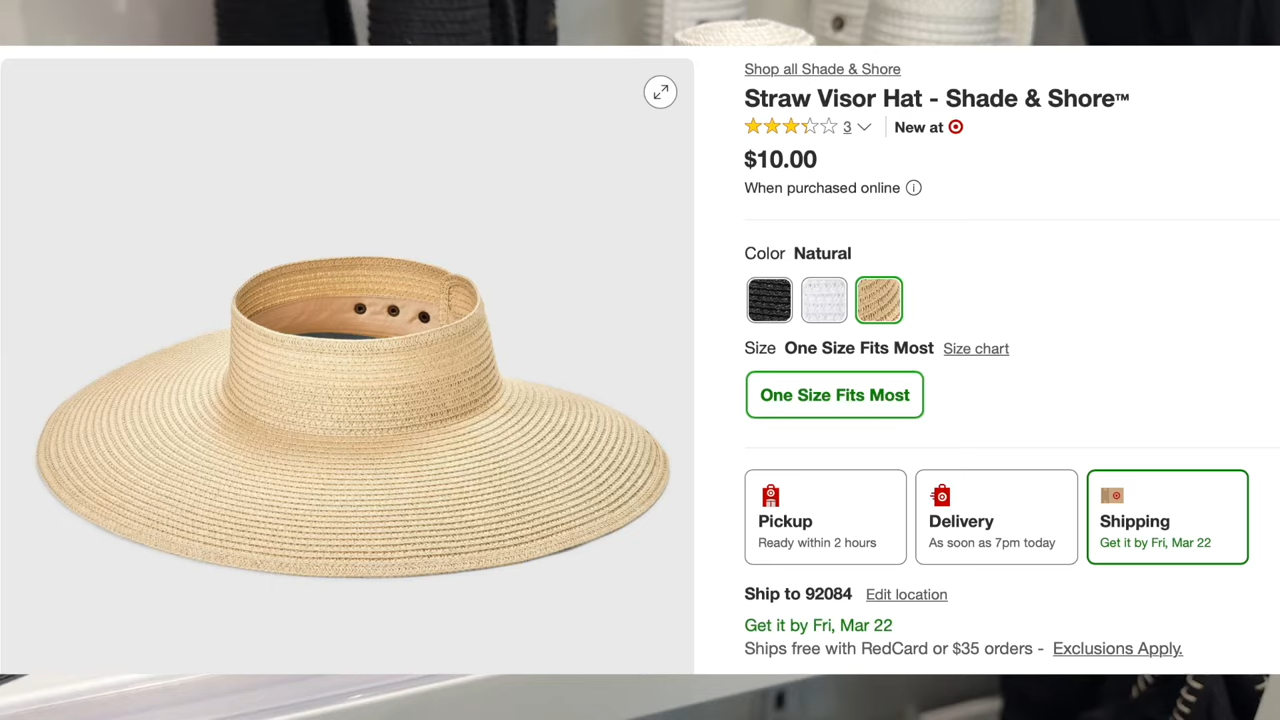 Shop all Shade & Shore
Straw Visor Hat - Shade & Shore™
3
New at
$10.00
When purchased online
Color Natural
Size One Size Fits Most Size chart
One Size Fits Most
Pickup
Ready within 2 hours
Delivery
As soon as 7pm today
Shipping
Get it by Fri, Mar 22
Ship to 92084 Edit location
Get it by Fri, Mar 22
Ships free with RedCard or $35 orders - Exclusions Apply.